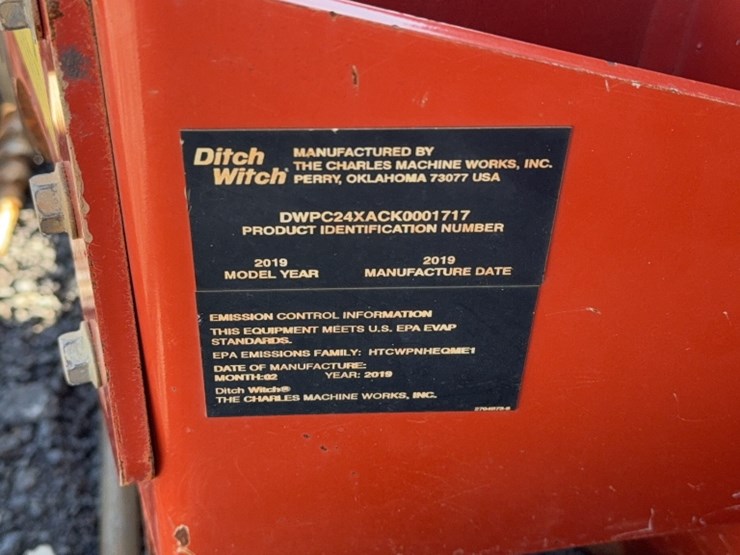 Ditch Witch
MANUFACTURED BY
THE CHARLES MACHINE WORKS, INC.
PERRY, OKLAHOMA 73077 USA
DWPC24XACK0001717
PRODUCT IDENTIFICATION NUMBER
2019 2019
MODEL YEAR MANUFACTURE DATE
EMISSION CONTROL INFORMATION
THIS EQUIPMENT MEETS U.S. EPA EVAP
STANDARDS.
EPA EMISSIONS FAMILY: HTCWPNHEQME1
DATE OF MANUFACTURE:
MONTH:02 YEAR: 2019
Ditch Witch®
THE CHARLES MACHINE WORKS, INC.